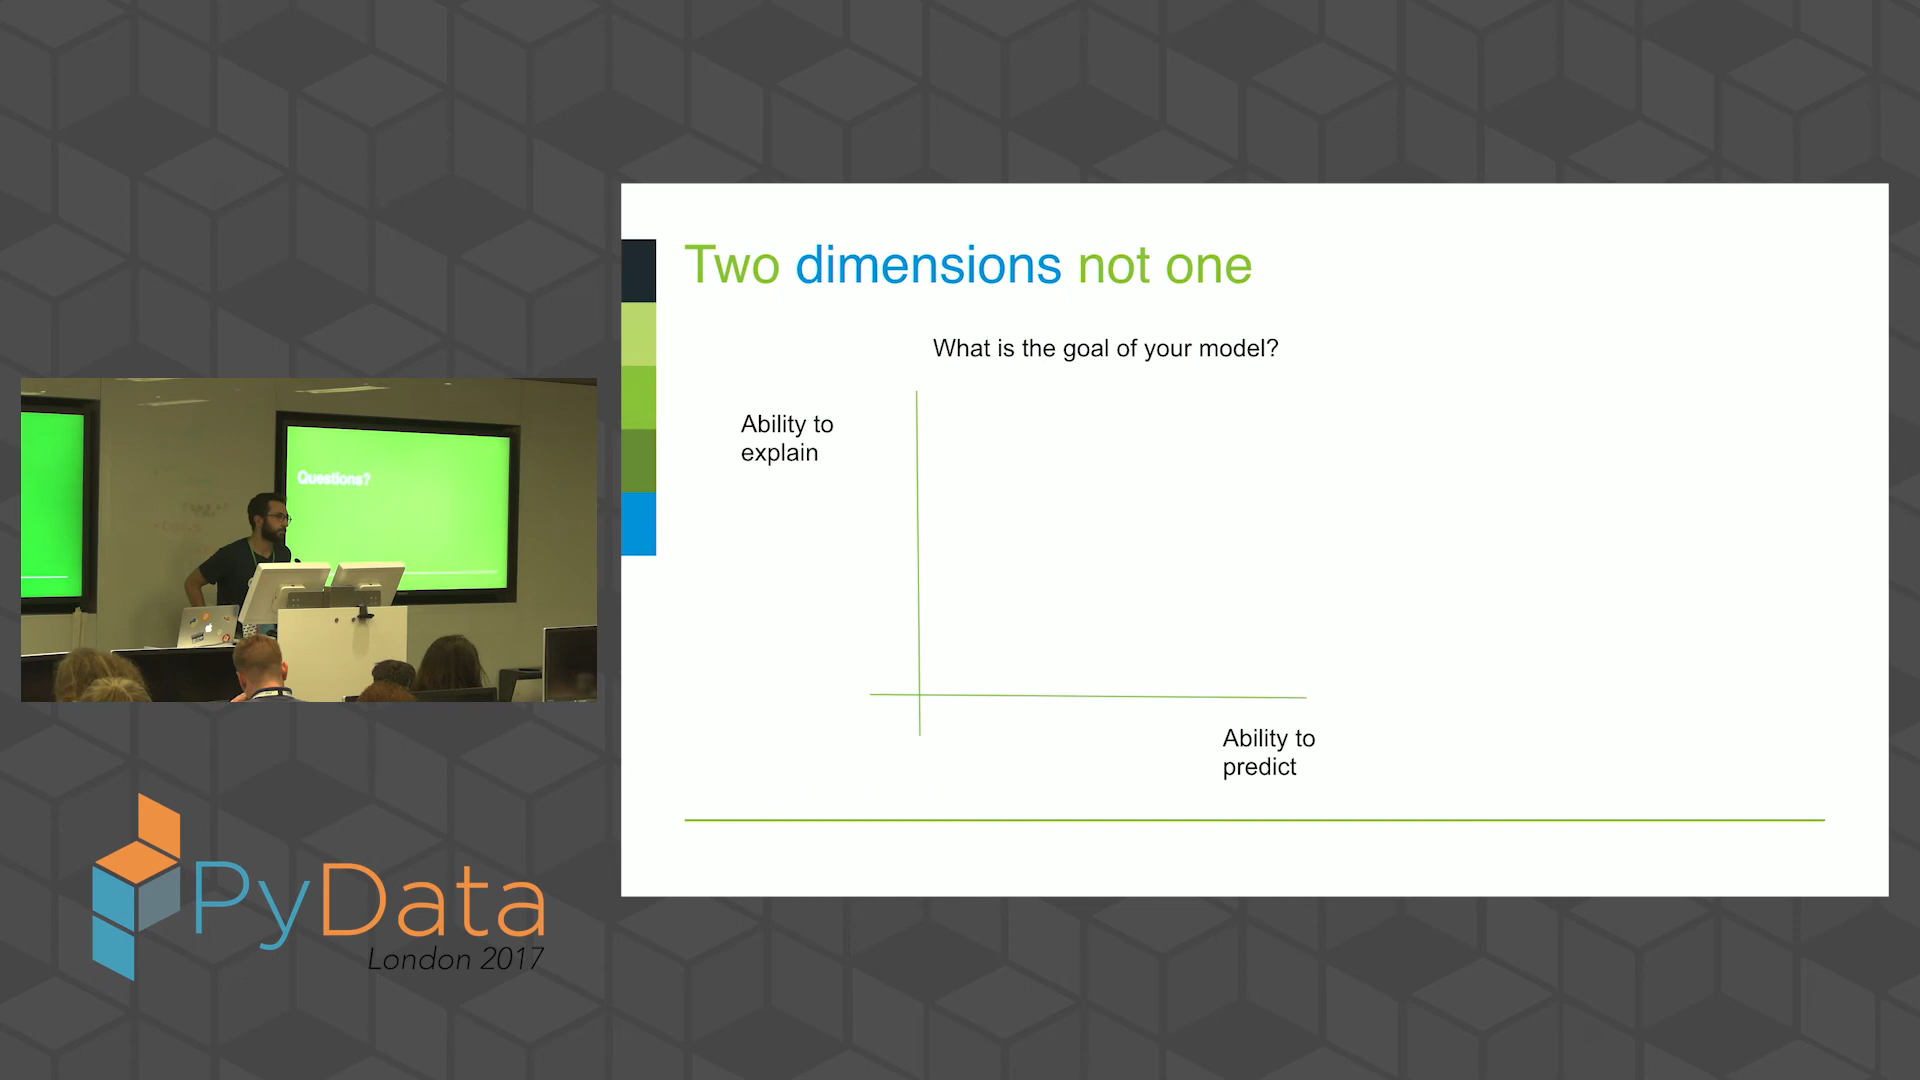 Two dimensions not one
What is the goal of your model?
Ability to
explain
Ability to
predict
Questions?
PyData
London 2017